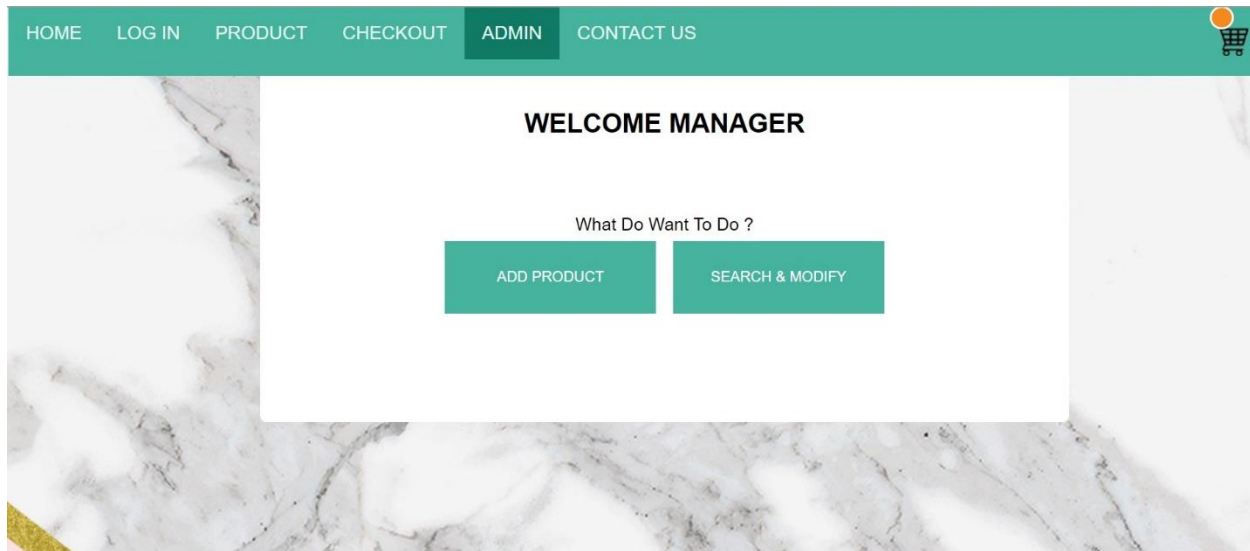 HOME LOG IN PRODUCT CHECKOUT ADMIN CONTACT US
WELCOME MANAGER
What Do Want To Do ?
ADD PRODUCT SEARCH & MODIFY